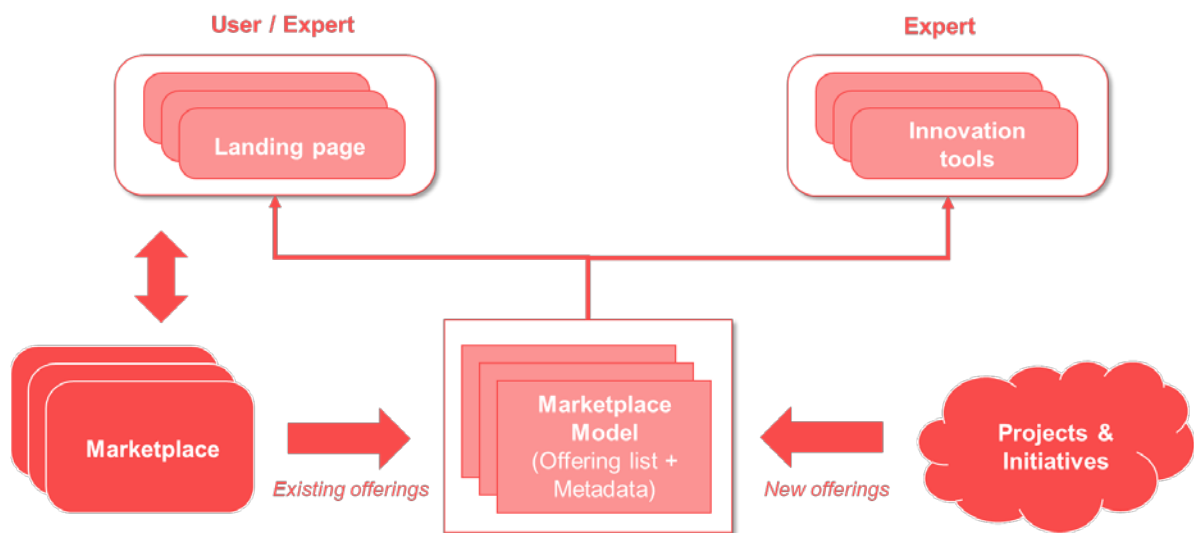 User / Expert
Expert
Landing page
Innovation
tools
Marketplace
Existing offerings
Marketplace
Model
(Offering list +
Metadata)
New offerings
Projects &
Initiatives